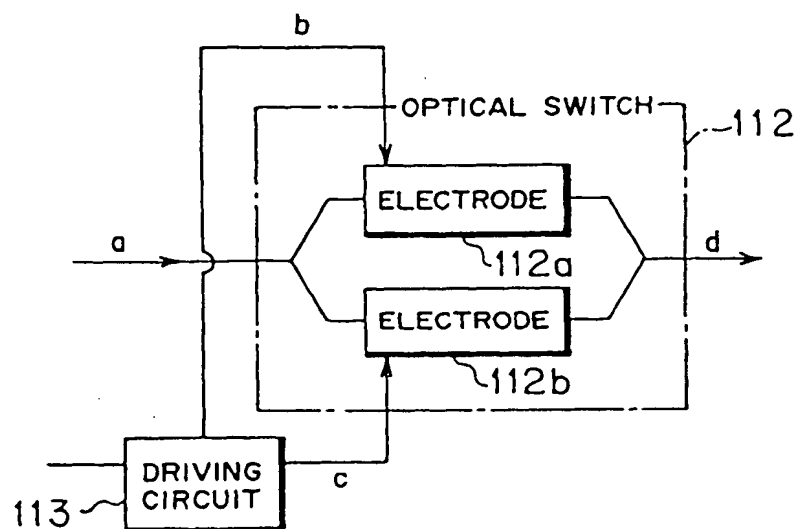 b
OPTICAL SWITCH
112
ELECTRODE
a
112a
d
ELECTRODE
112b
DRIVING
CIRCUIT
c
113